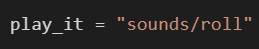 play_it = "sounds/roll"